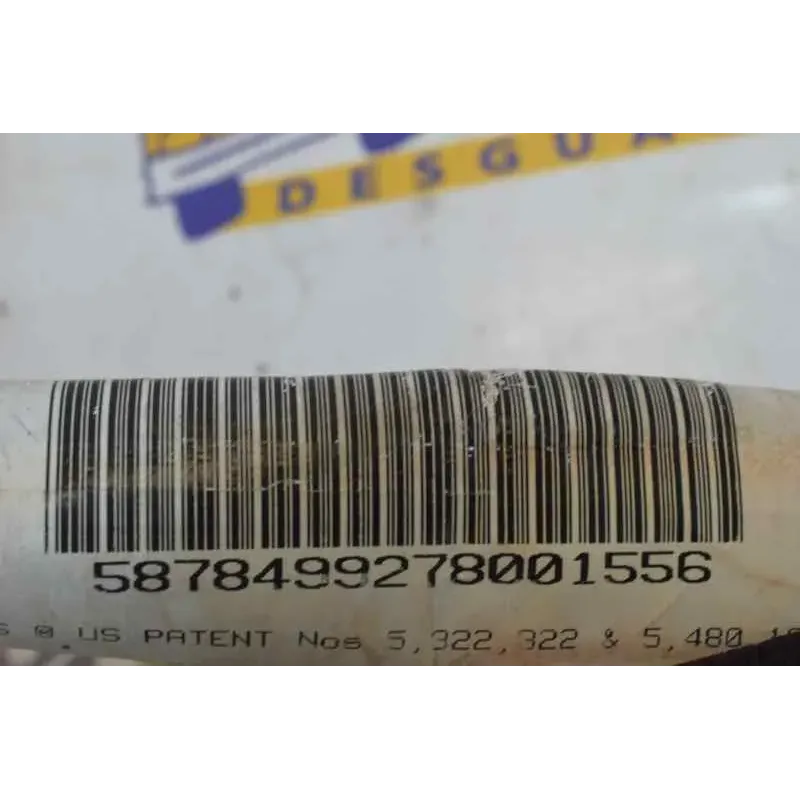 DESGUA
5878499278001556
S @ US PATENT Nos 5,322,322 & 5,480